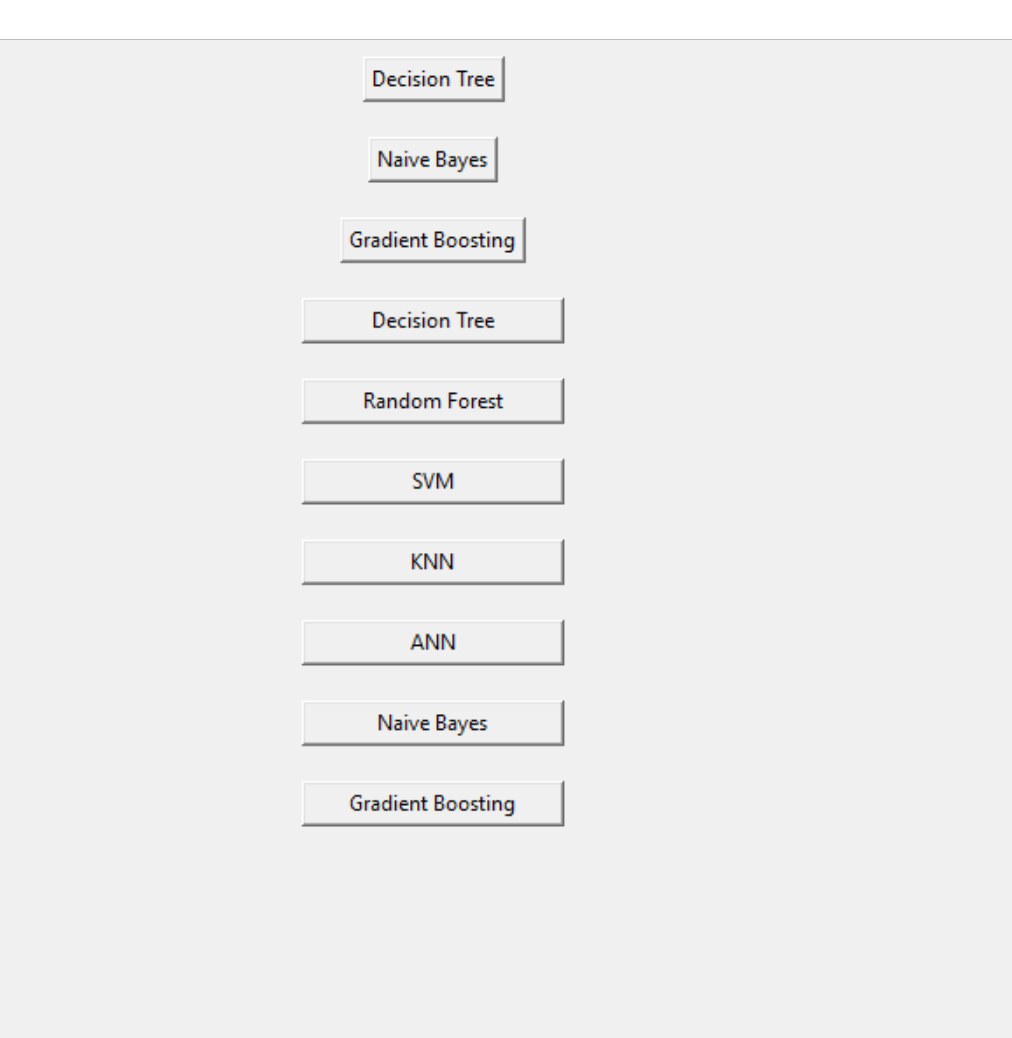 Decision Tree
Naive Bayes
Gradient Boosting
Decision Tree
Random Forest
SVM
KNN
ANN
Naive Bayes
Gradient Boosting